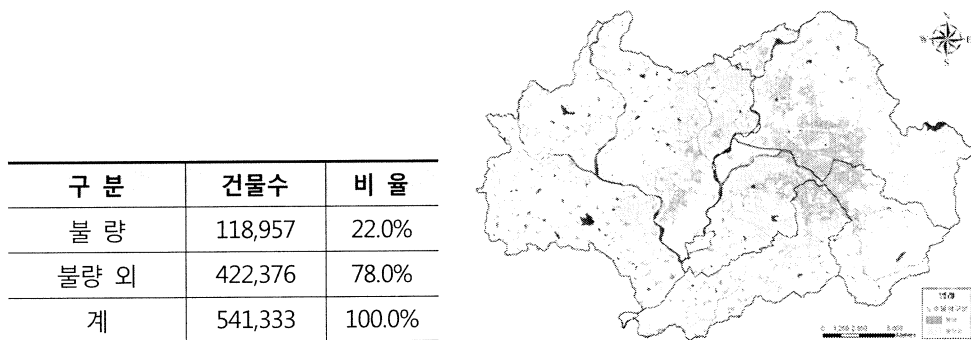 구 분 건물수 비 율
불 량 118,957 22.0%
불량 외 422,376 78.0%
계 541,333 100.0%
N
W E
S
범례